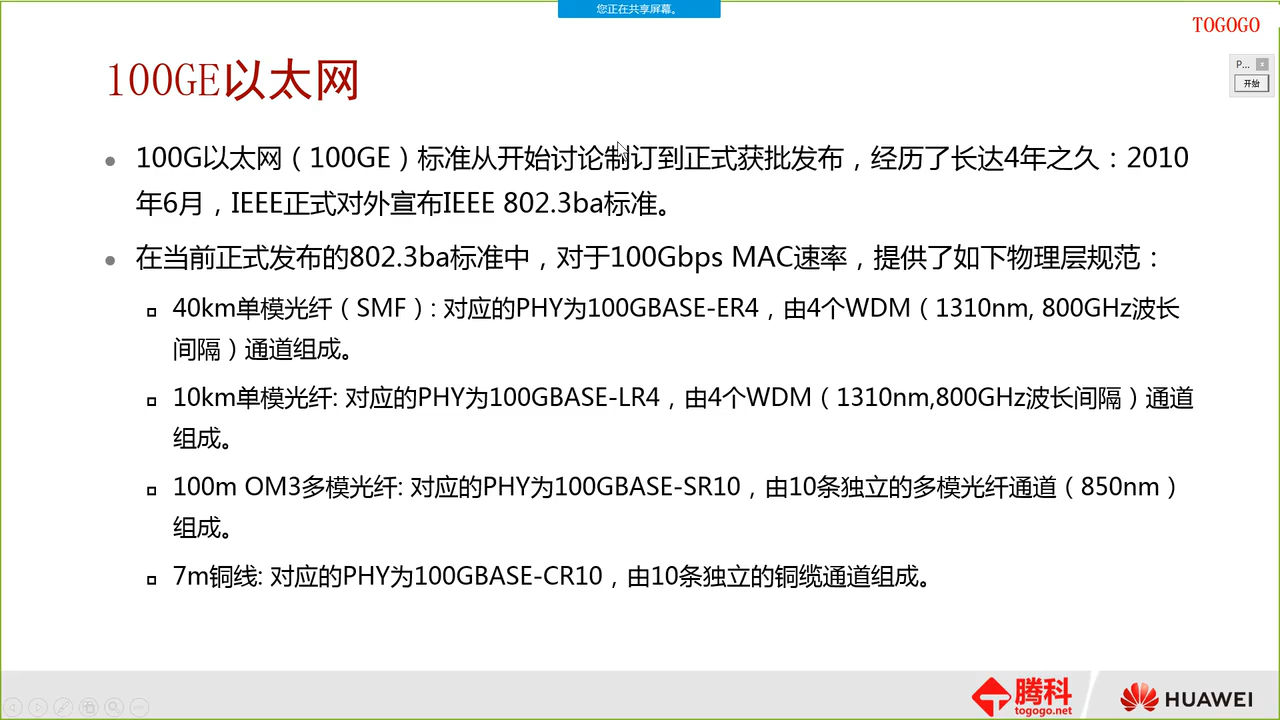 您正在共享屏幕。
TOGOGO
P...
开始
100GE以太网
100G以太网（100GE）标准从开始讨论制订到正式获批发布，经历了长达4年之久：2010
年6月，IEEE正式对外宣布IEEE 802.3ba标准。
在当前正式发布的802.3ba标准中，对于100Gbps MAC速率，提供了如下物理层规范：
40km单模光纤（SMF）: 对应的PHY为100GBASE-ER4，由4个WDM（1310nm, 800GHz波长
间隔）通道组成。
10km单模光纤: 对应的PHY为100GBASE-LR4，由4个WDM（1310nm,800GHz波长间隔）通道
组成。
100m OM3多模光纤: 对应的PHY为100GBASE-SR10，由10条独立的多模光纤通道（850nm）
组成。
7m铜线: 对应的PHY为100GBASE-CR10，由10条独立的铜缆通道组成。
腾科
togogo.net
HUAWEI